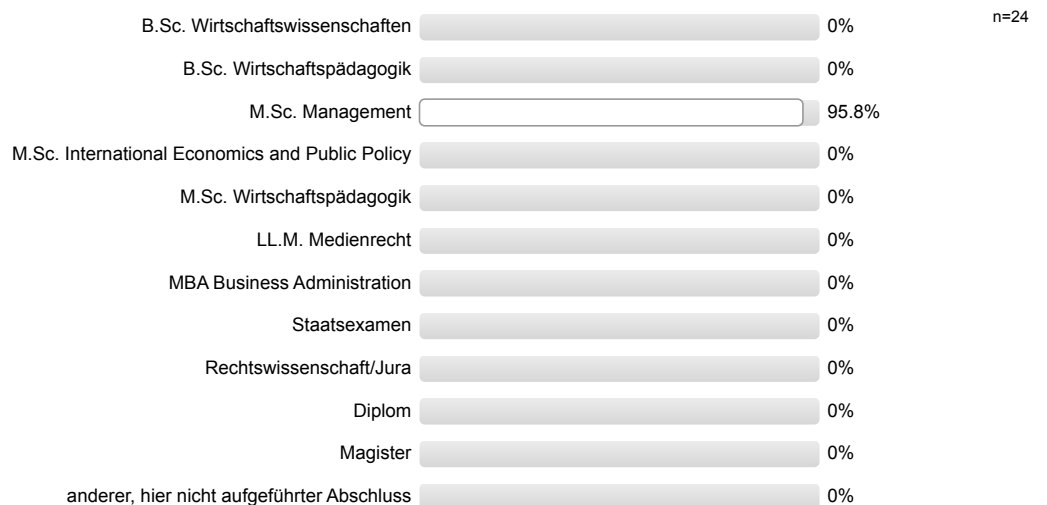 B.Sc. Wirtschaftswissenschaften 0% n=24
B.Sc. Wirtschaftspädagogik 0%
M.Sc. Management 95.8%
M.Sc. International Economics and Public Policy 0%
M.Sc. Wirtschaftspädagogik 0%
LL.M. Medienrecht 0%
MBA Business Administration 0%
Staatsexamen 0%
Rechtswissenschaft/Jura 0%
Diplom 0%
Magister 0%
anderer, hier nicht aufgeführter Abschluss 0%